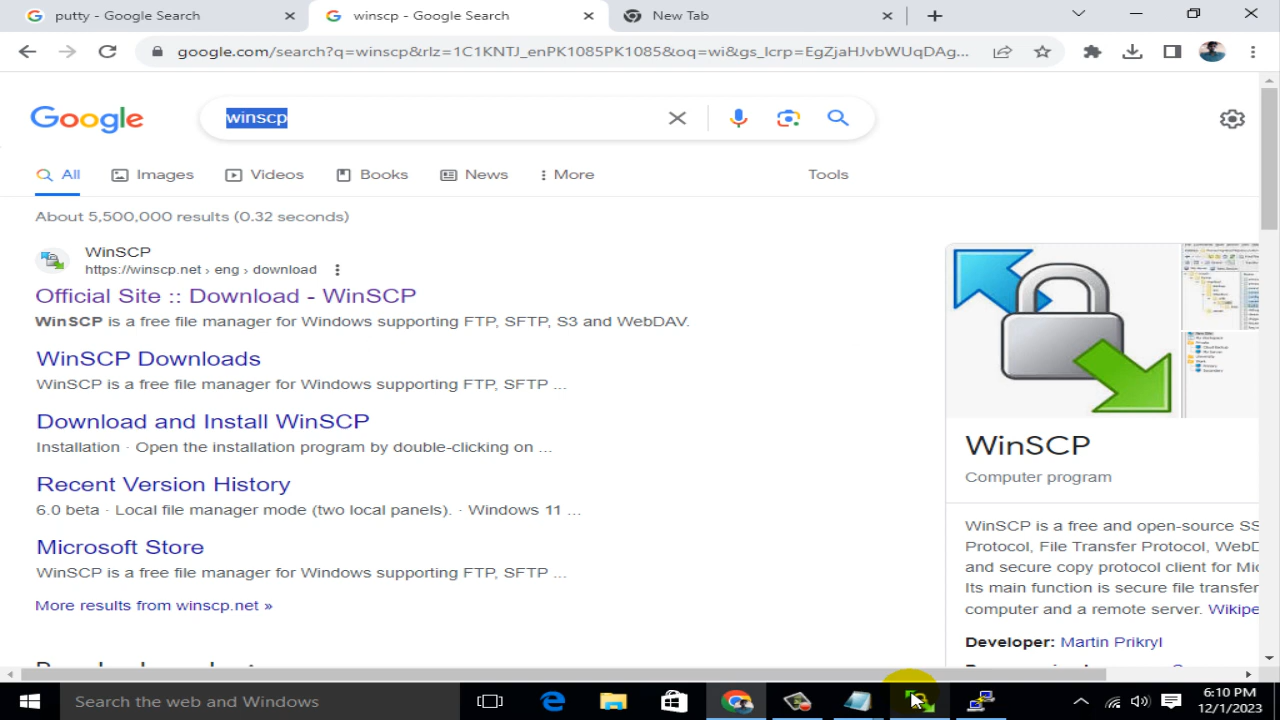 putty - Google Search
winscp - Google Search
New Tab
google.com/search?q=winscp&rlz=1C1KNTJ_enPK1085PK1085&oq=wi&gs_lcrp=EgZjaHJvbWUqDAg...
Google
winscp
All
Images
Videos
Books
News
More
Tools
About 5,500,000 results (0.32 seconds)
WinSCP
https://winscp.net › eng › download
Official Site :: Download - WinSCP
WinSCP is a free file manager for Windows supporting FTP, SFTP, S3 and WebDAV.
WinSCP Downloads
WinSCP is a free file manager for Windows supporting FTP, SFTP ...
Download and Install WinSCP
Installation · Open the installation program by double-clicking on ...
Recent Version History
6.0 beta · Local file manager mode (two local panels). · Windows 11 ...
Microsoft Store
WinSCP is a free file manager for Windows supporting FTP, SFTP ...
More results from winscp.net »
WinSCP
Computer program
WinSCP is a free and open-source SS
Protocol, File Transfer Protocol, WebD
and secure copy protocol client for Mic
Its main function is secure file transfer
computer and a remote server. Wikipe
Developer: Martin Prikryl
Search the web and Windows
6:10 PM
12/1/2023